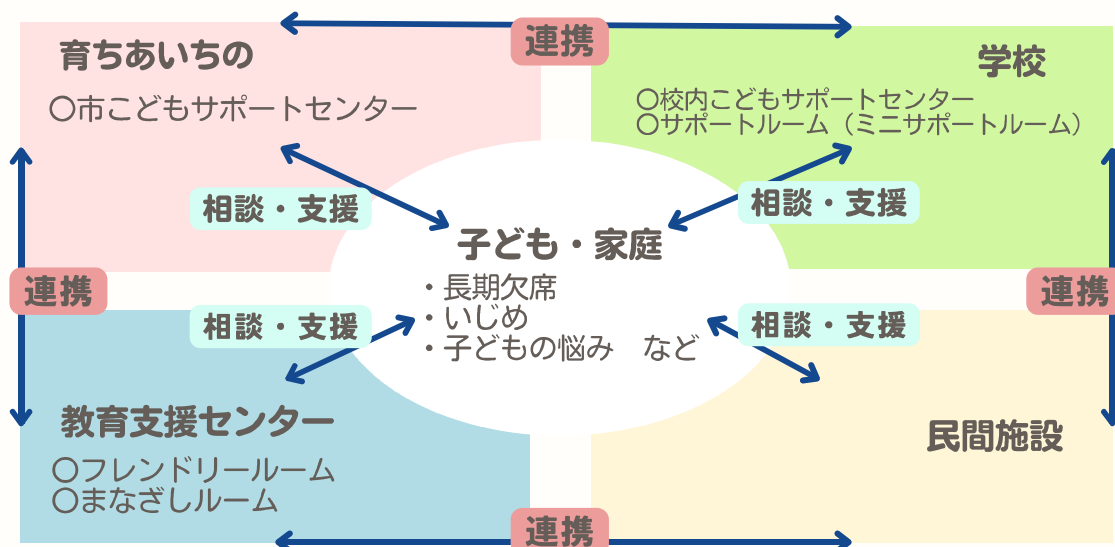 連携
育ちあいちの
〇市こどもサポートセンター
学校
〇校内こどもサポートセンター
〇サポートルーム（ミニサポートルーム）
相談・支援
相談・支援
子ども・家庭
・長期欠席
・いじめ
・子どもの悩み　など
連携
連携
相談・支援
相談・支援
教育支援センター
〇フレンドリールーム
〇まなざしルーム
民間施設
連携